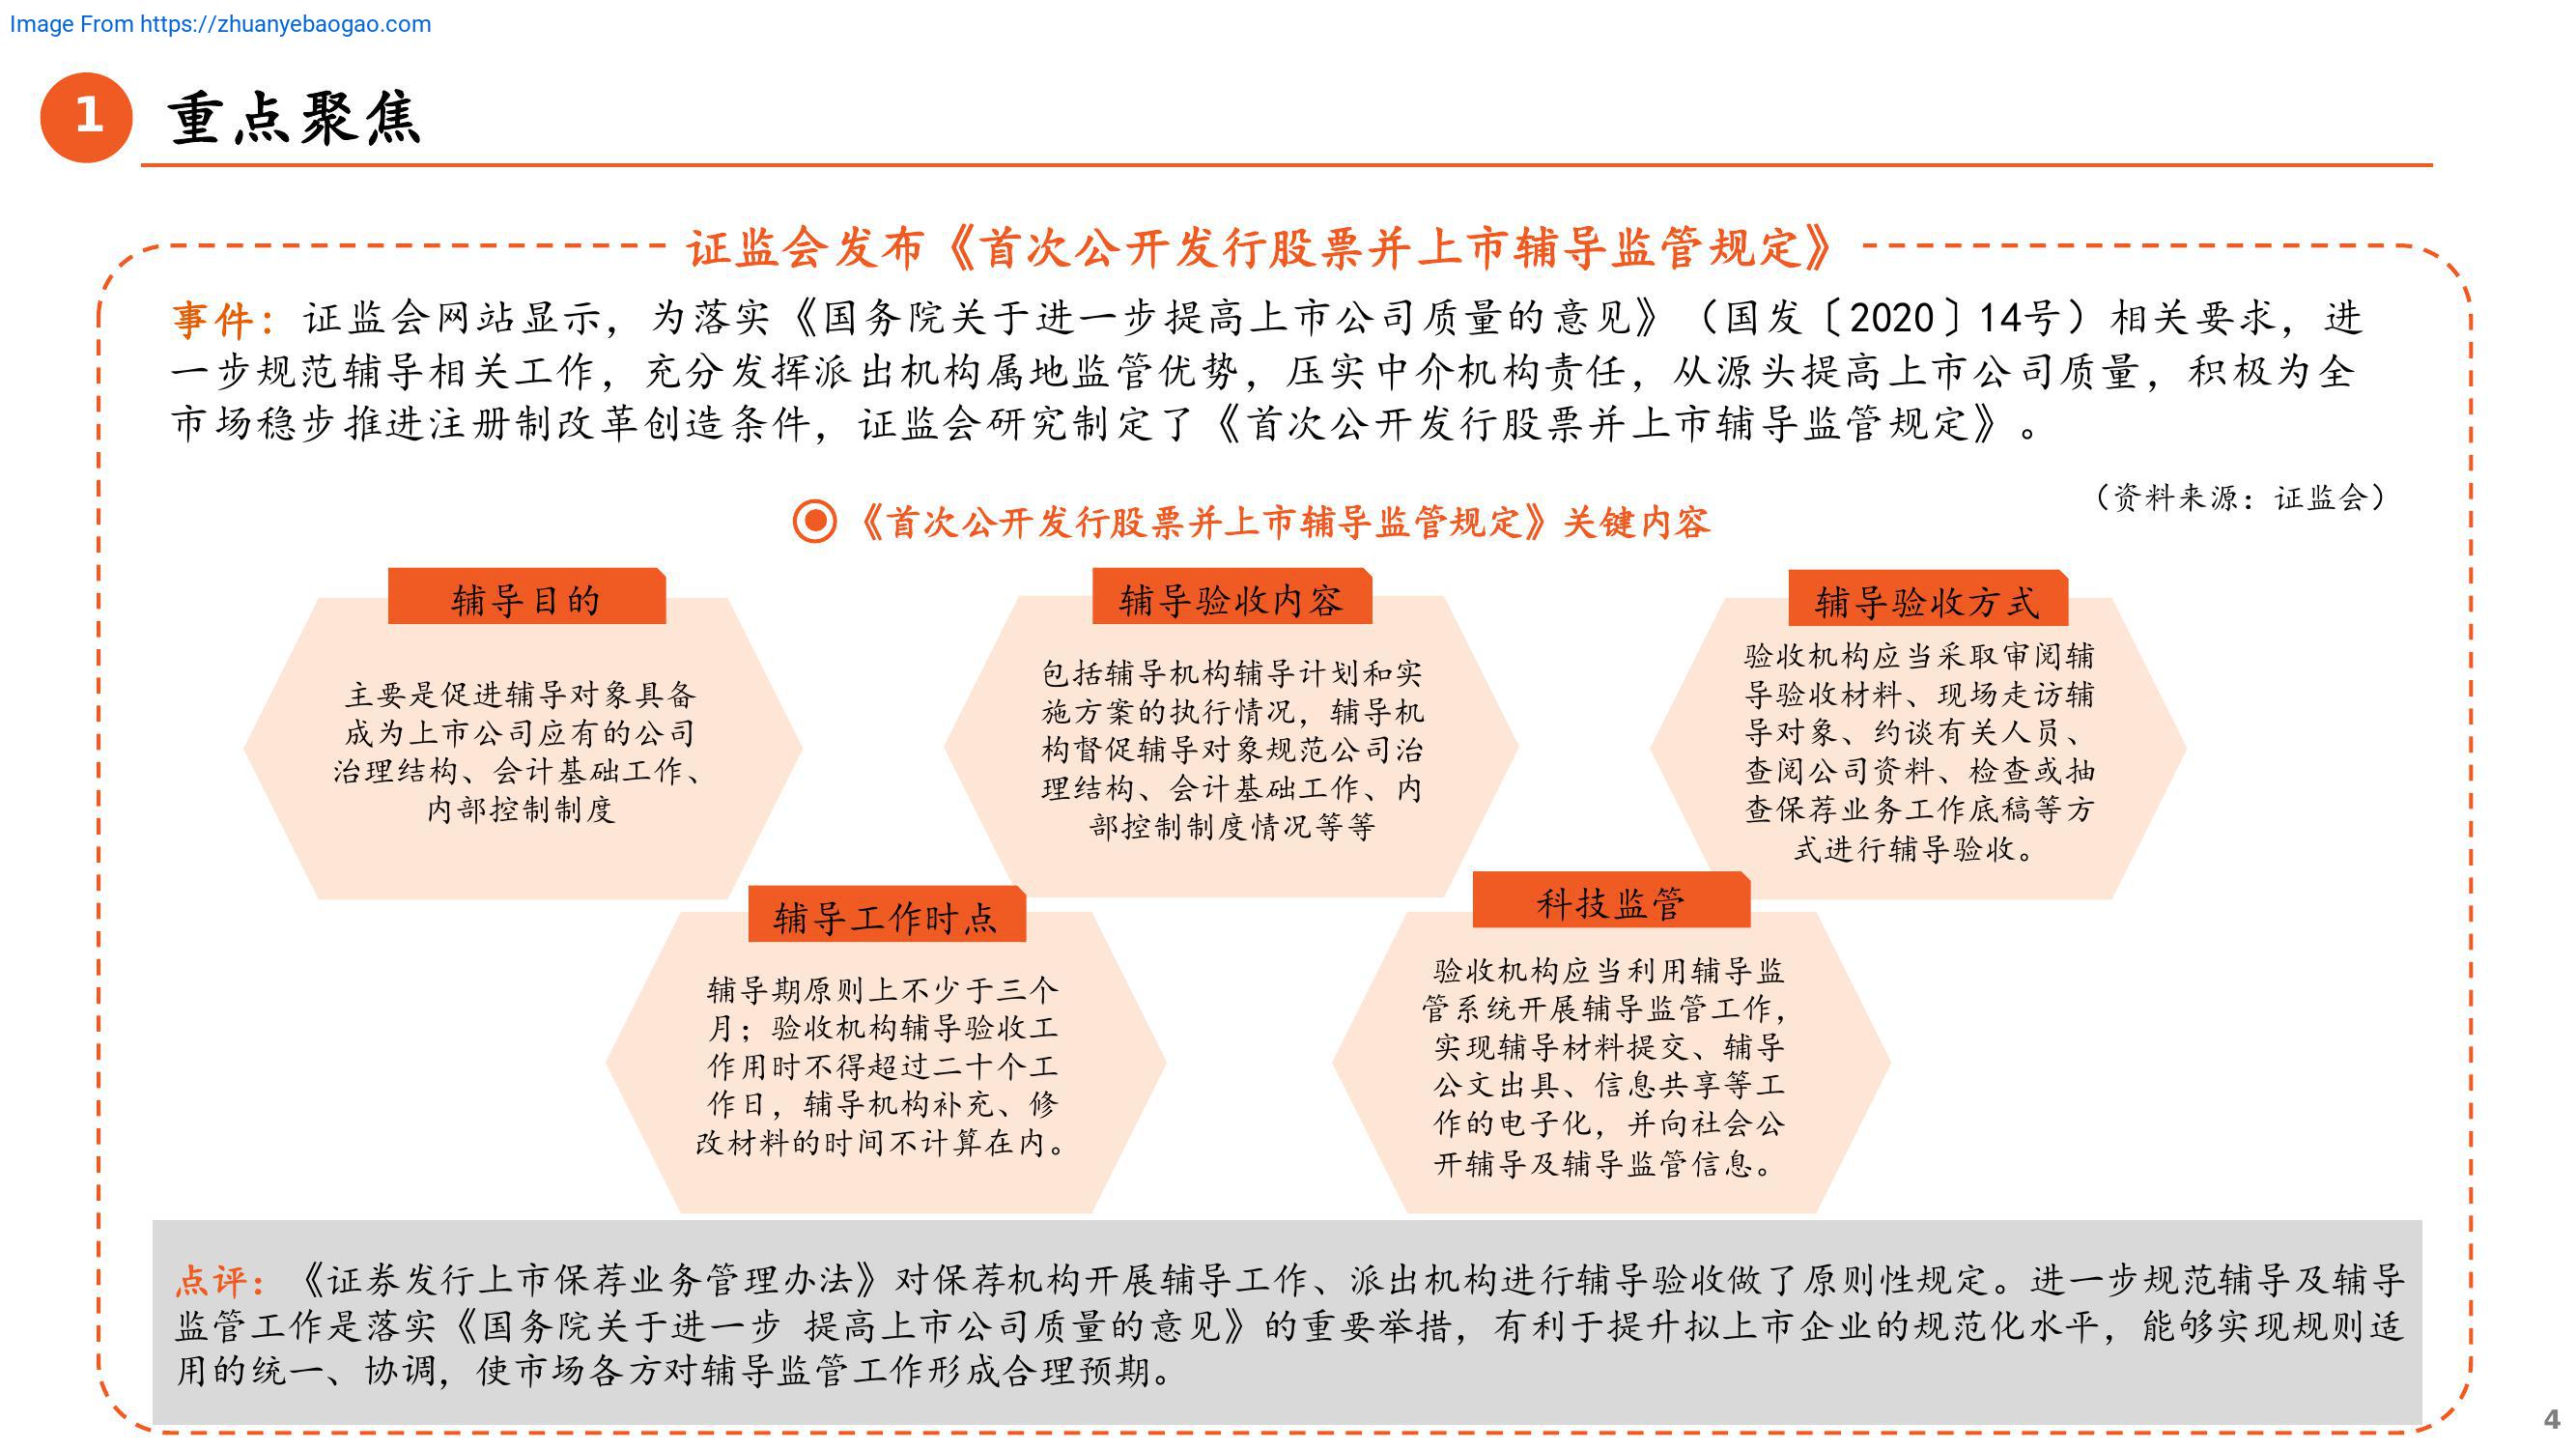 Image From https://zhuanyebaogao.com
1
重点聚焦
证监会发布《首次公开发行股票并上市辅导监管规定》
事件：证监会网站显示，为落实《国务院关于进一步提高上市公司质量的意见》（国发〔2020〕14号）相关要求，进
一步规范辅导相关工作，充分发挥派出机构属地监管优势，压实中介机构责任，从源头提高上市公司质量，积极为全
市场稳步推进注册制改革创造条件，证监会研究制定了《首次公开发行股票并上市辅导监管规定》。
（资料来源：证监会）
《首次公开发行股票并上市辅导监管规定》关键内容
辅导目的
主要是促进辅导对象具备
成为上市公司应有的公司
治理结构、会计基础工作、
内部控制制度
辅导验收内容
包括辅导机构辅导计划和实
施方案的执行情况，辅导机
构督促辅导对象规范公司治
理结构、会计基础工作、内
部控制制度情况等等
辅导验收方式
验收机构应当采取审阅辅
导验收材料、现场走访辅
导对象、约谈有关人员、
查阅公司资料、检查或抽
查保荐业务工作底稿等方
式进行辅导验收。
辅导工作时点
辅导期原则上不少于三个
月；验收机构辅导验收工
作用时不得超过二十个工
作日，辅导机构补充、修
改材料的时间不计算在内。
科技监管
验收机构应当利用辅导监
管系统开展辅导监管工作，
实现辅导材料提交、辅导
公文出具、信息共享等工
作的电子化，并向社会公
开辅导及辅导监管信息。
点评：《证券发行上市保荐业务管理办法》对保荐机构开展辅导工作、派出机构进行辅导验收做了原则性规定。进一步规范辅导及辅导
监管工作是落实《国务院关于进一步 提高上市公司质量的意见》的重要举措，有利于提升拟上市企业的规范化水平，能够实现规则适
用的统一、协调，使市场各方对辅导监管工作形成合理预期。
4